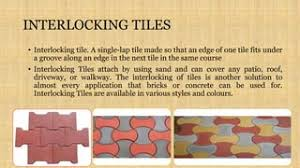 INTERLOCKING TILES
• Interlocking tile. A single-lap tile made so that an edge of one tile fits under
a groove along an edge in the next tile in the same course
• Interlocking Tiles attach by using sand and can cover any patio. roof,
driveway, or walkway. The interlocking of tiles is another solution to
almost every application that bricks or concrete can be used for.
Interlocking Tiles are available in various styles and colours.